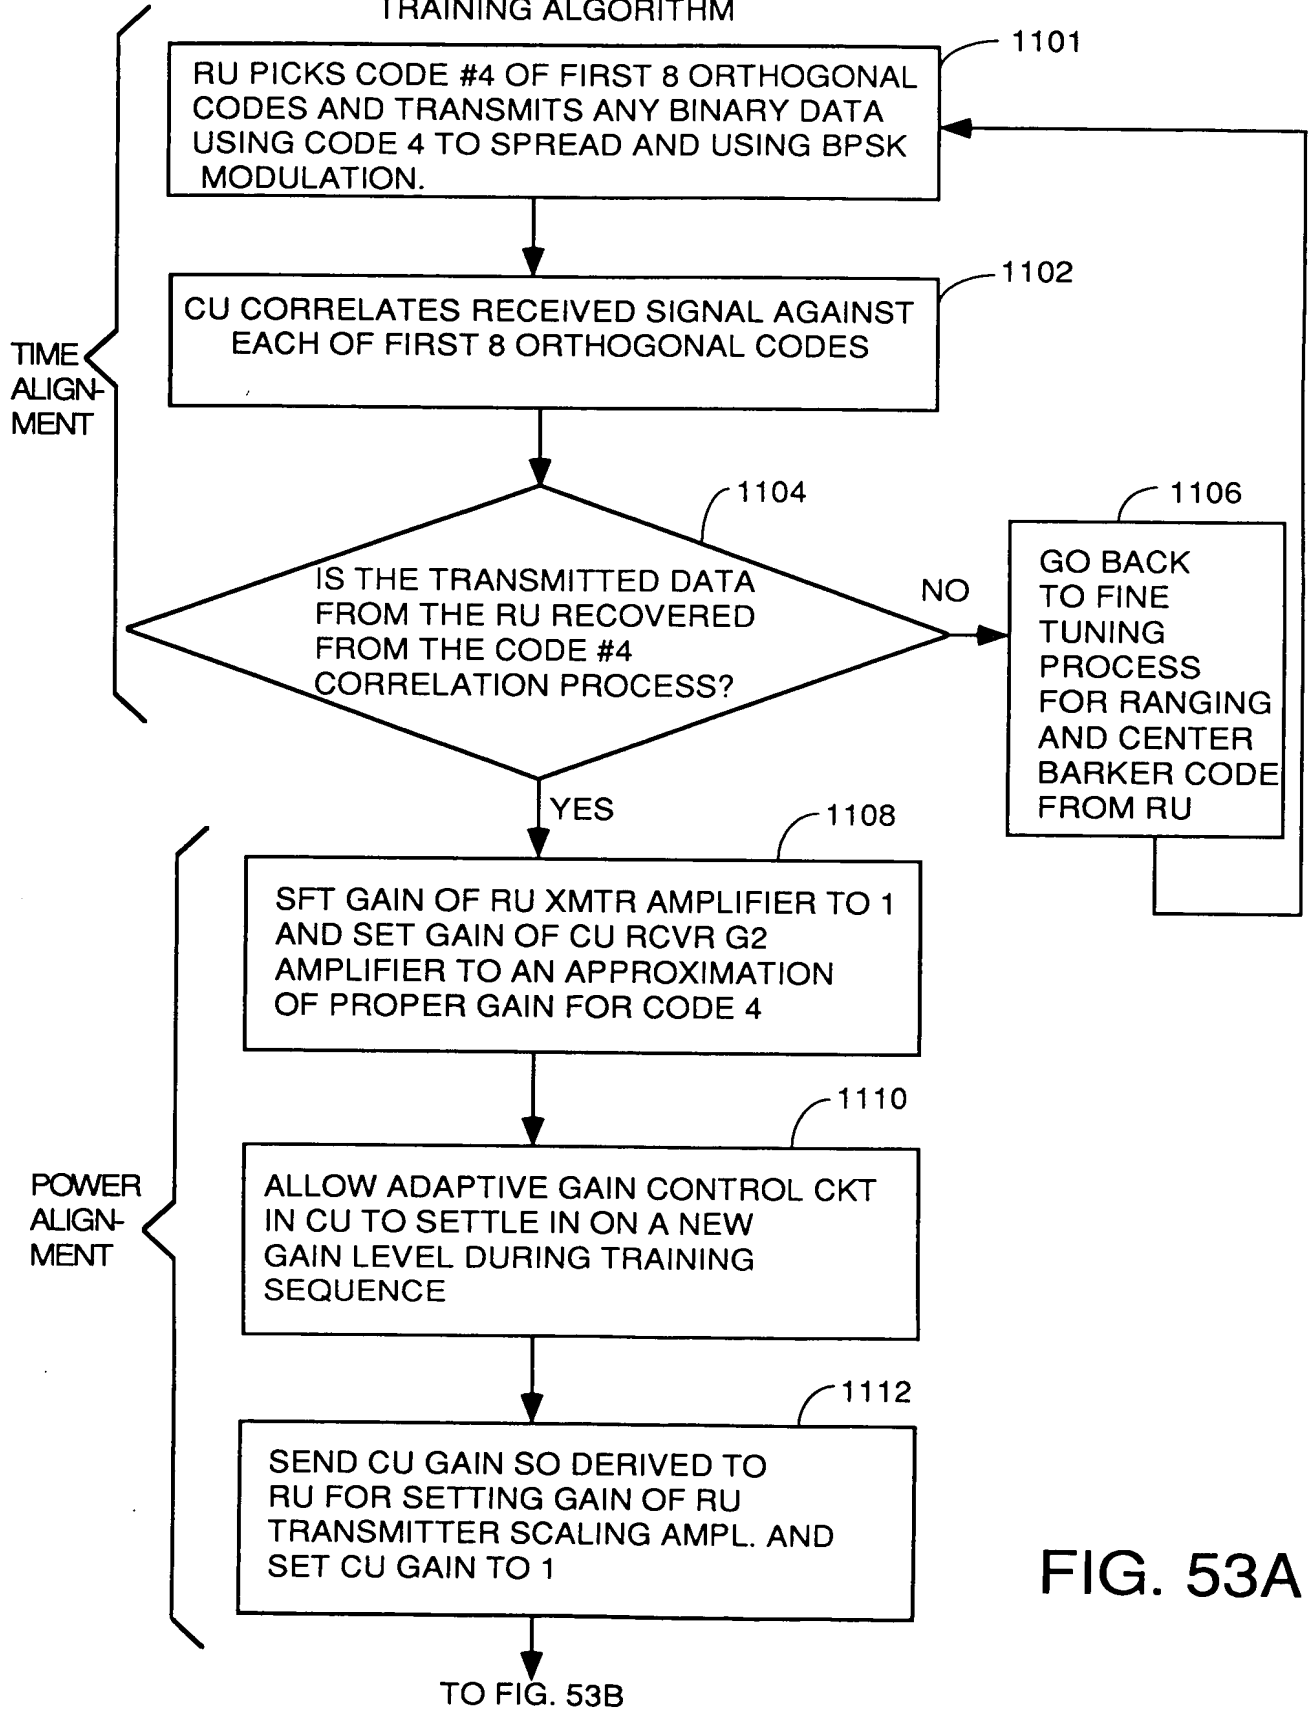 TRAINING ALGORITHM
1101
RU PICKS CODE #4 OF FIRST 8 ORTHOGONAL
CODES AND TRANSMITS ANY BINARY DATA
USING CODE 4 TO SPREAD AND USING BPSK
MODULATION.
1102
CU CORRELATES RECEIVED SIGNAL AGAINST
EACH OF FIRST 8 ORTHOGONAL CODES
TIME
ALIGN-
MENT
1104
IS THE TRANSMITTED DATA
FROM THE RU RECOVERED
FROM THE CODE #4
CORRELATION PROCESS?
NO
1106
GO BACK
TO FINE
TUNING
PROCESS
FOR RANGING
AND CENTER
BARKER CODE
FROM RU
YES
1108
SFT GAIN OF RU XMTR AMPLIFIER TO 1
AND SET GAIN OF CU RCVR G2
AMPLIFIER TO AN APPROXIMATION
OF PROPER GAIN FOR CODE 4
1110
ALLOW ADAPTIVE GAIN CONTROL CKT
IN CU TO SETTLE IN ON A NEW
GAIN LEVEL DURING TRAINING
SEQUENCE
POWER
ALIGN-
MENT
1112
SEND CU GAIN SO DERIVED TO
RU FOR SETTING GAIN OF RU
TRANSMITTER SCALING AMPL. AND
SET CU GAIN TO 1
FIG. 53A
TO FIG. 53B